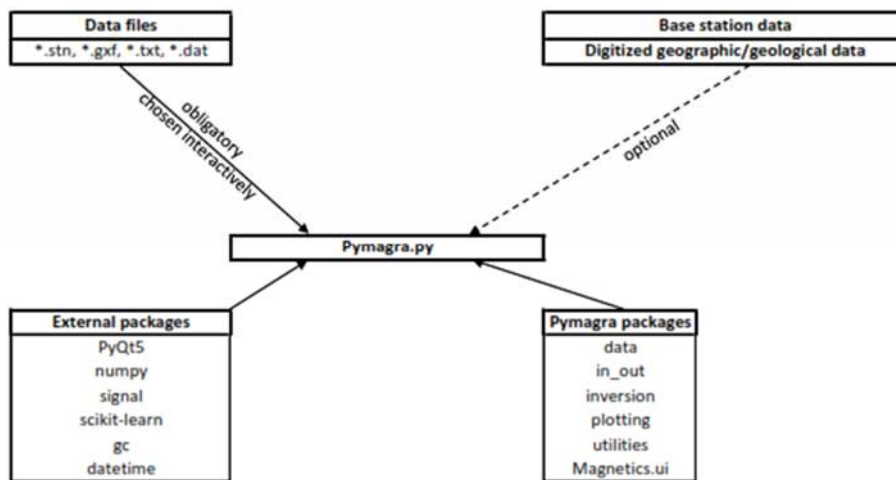 Data files
*.stn, *.gxf, *.txt, *.dat
Base station data
Digitized geographic/geological data
obligatory
chosen interactively
optional
Pymagra.py
External packages
PyQt5
numpy
signal
scikit-learn
gc
datetime
Pymagra packages
data
in_out
inversion
plotting
utilities
Magnetics.ui